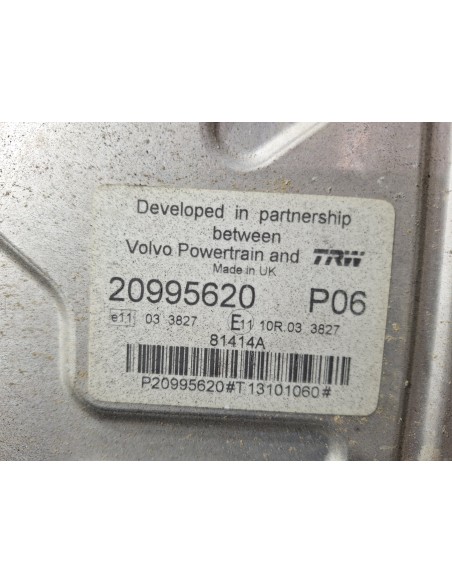 Developed in partnership
between
Volvo Powertrain and TRW
Made in UK
20995620 P06
e11 03 3827 E11 10R.03 3827
81414A
P20995620#T13101060#